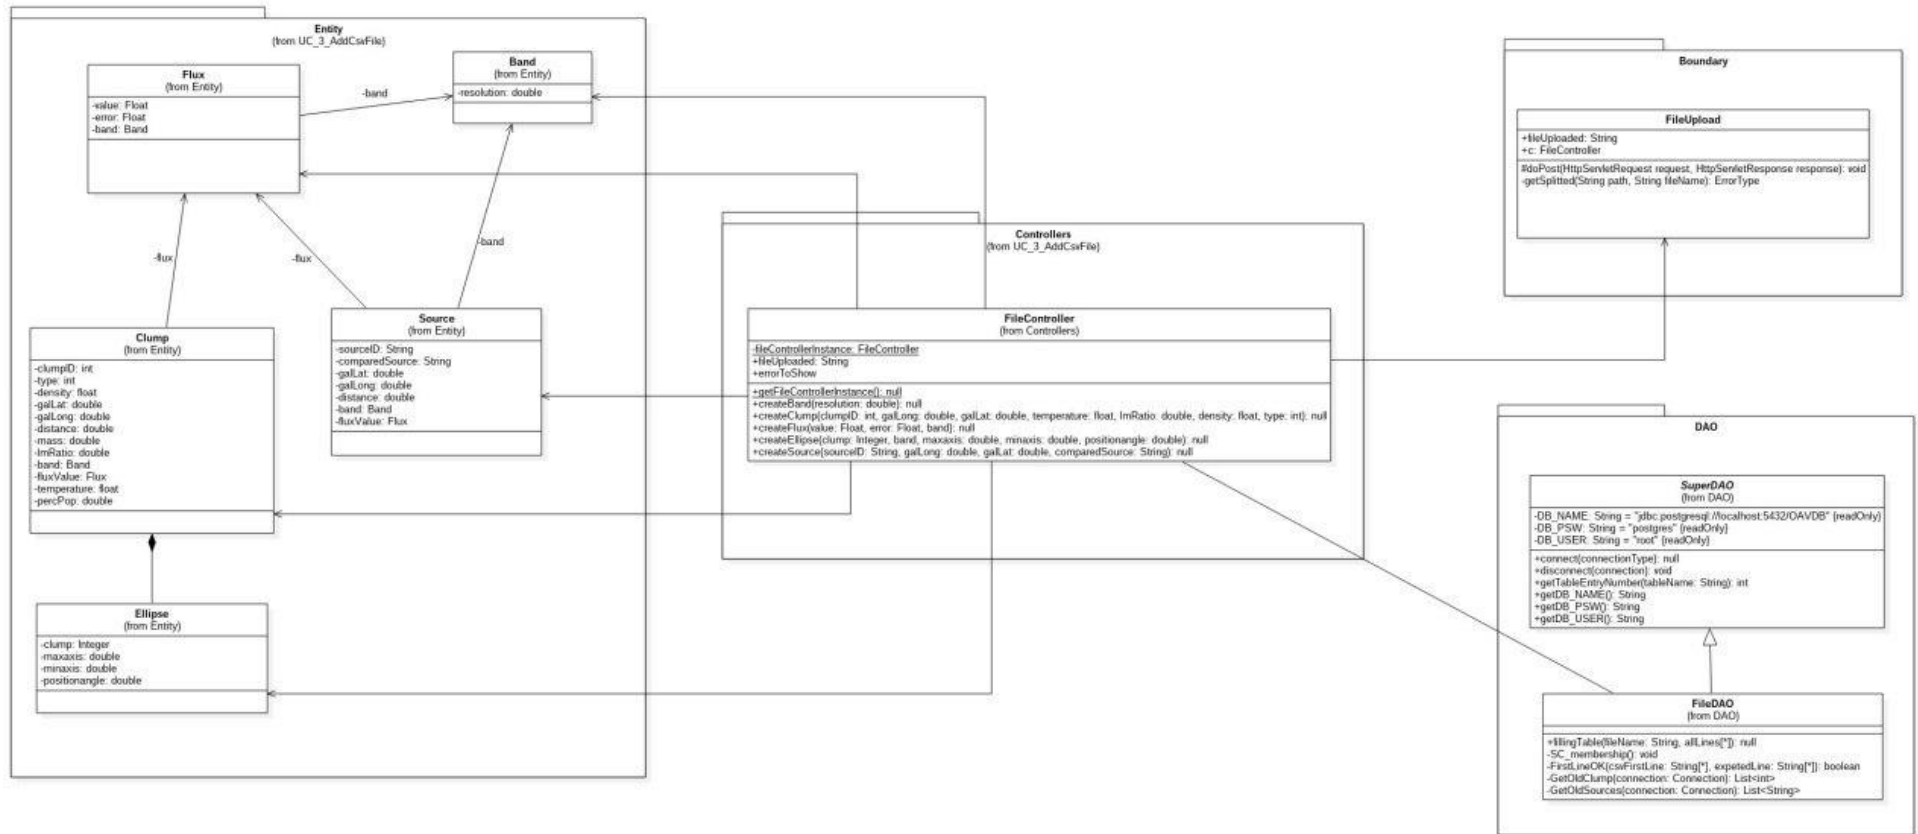 Entity
(from UC_3_AddCsvFile)
Flux
(from Entity)
-value: Float
-error: Float
-band: Band
-band
Band
(from Entity)
-resolution: double
-flux
-flux
-band
Clump
(from Entity)
-clumpID: int
-type: int
-density: float
-galLat: double
-galLong: double
-distance: double
-mass: double
-lmRatio: double
-band: Band
-fluxValue: Flux
-temperature: float
-percPop: double
Source
(from Entity)
-sourceID: String
-comparedSource: String
-galLat: double
-galLong: double
-distance: double
-band: Band
-fluxValue: Flux
Ellipse
(from Entity)
-clump: Integer
-maxaxis: double
-minaxis: double
-positionangle: double
Controllers
(from UC_3_AddCsvFile)
FileController
(from Controllers)
-fileControllerInstance: FileController
+fileUploaded: String
+errorToShow
+getFileControllerInstance(): null
+createBand(resolution: double): null
+createClump(clumpID: int, galLong: double, galLat: double, temperature: float, lmRatio: double, density: float, type: int): null
+createFlux(value: Float, error: Float, band): null
+createEllipse(clump: Integer, band, maxaxis: double, minaxis: double, positionangle: double): null
+createSource(sourceID: String, galLong: double, galLat: double, comparedSource: String): null
Boundary
FileUpload
+fileUploaded: String
+c: FileController
#doPost(HttpServletRequest request, HttpServletResponse response): void
-getSplitted(String path, String fileName): ErrorType
DAO
SuperDAO
(from DAO)
-DB_NAME: String = "jdbc:postgresql://localhost:5432/OAVDB" {readOnly}
-DB_PSW: String = "postgres" {readOnly}
-DB_USER: String = "root" {readOnly}
+connect(connectionType): null
+disconnect(connection): void
+getTableEntryNumber(tableName: String): int
+getDB_NAME(): String
+getDB_PSW(): String
+getDB_USER(): String
FileDAO
(from DAO)
+fillingTable(fileName: String, allLines[*]): null
-SC_membership(): void
-FirstLineOK(csvFirstLine: String[*], expetedLine: String[*]): boolean
-GetOldClump(connection: Connection): List<int>
-GetOldSources(connection: Connection): List<String>